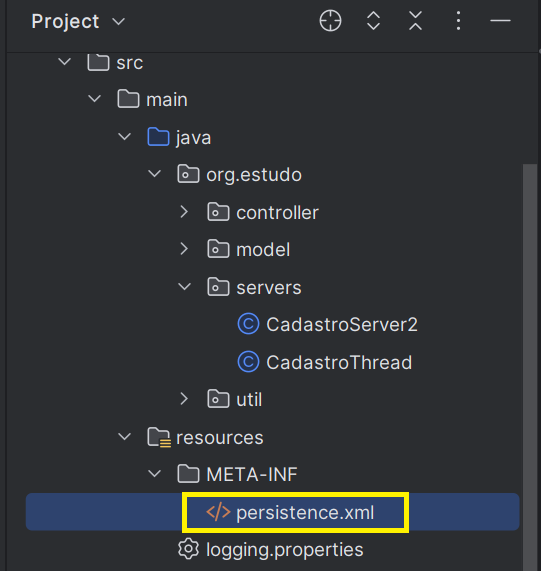 Project
src
main
java
org.estudo
controller
model
servers
CadastroServer2
CadastroThread
util
resources
META-INF
persistence.xml
logging.properties